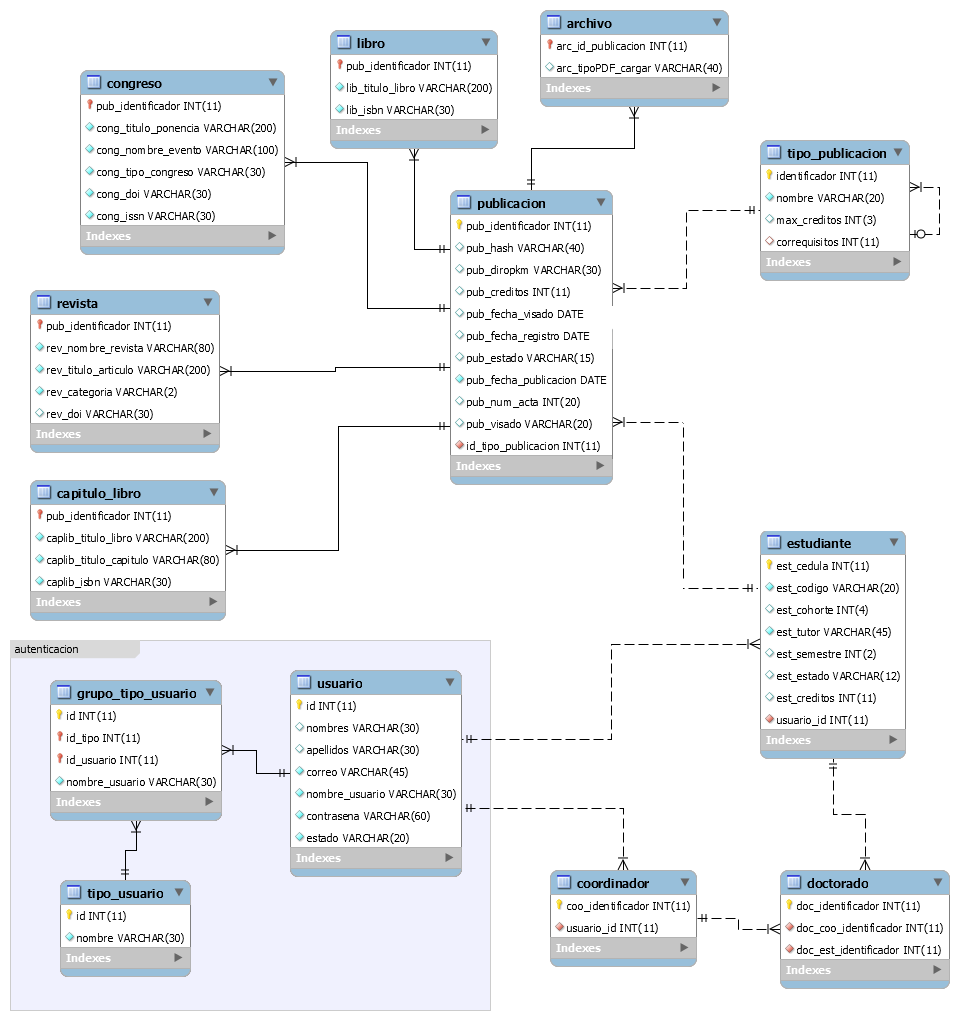 archivo
arc_id_publicacion INT(11)
arc_tipoPDF_cargar VARCHAR(40)
Indexes
libro
pub_identificador INT(11)
lib_titulo_libro VARCHAR(200)
lib_isbn VARCHAR(30)
Indexes
congreso
pub_identificador INT(11)
cong_titulo_ponencia VARCHAR(200)
cong_nombre_evento VARCHAR(100)
cong_tipo_congreso VARCHAR(30)
cong_doi VARCHAR(30)
cong_issn VARCHAR(30)
Indexes
tipo_publicacion
identificador INT(11)
nombre VARCHAR(20)
max_creditos INT(3)
correquisitos INT(11)
Indexes
publicacion
pub_identificador INT(11)
pub_hash VARCHAR(40)
pub_diropkm VARCHAR(30)
pub_creditos INT(11)
pub_fecha_visado DATE
pub_fecha_registro DATE
pub_estado VARCHAR(15)
pub_fecha_publicacion DATE
pub_num_acta INT(20)
pub_visado VARCHAR(20)
id_tipo_publicacion INT(11)
Indexes
revista
pub_identificador INT(11)
rev_nombre_revista VARCHAR(80)
rev_titulo_articulo VARCHAR(200)
rev_categoria VARCHAR(2)
rev_doi VARCHAR(30)
Indexes
capitulo_libro
pub_identificador INT(11)
caplib_titulo_libro VARCHAR(200)
caplib_titulo_capitulo VARCHAR(80)
caplib_isbn VARCHAR(30)
Indexes
estudiante
est_cedula INT(11)
est_codigo VARCHAR(20)
est_cohorte INT(4)
est_tutor VARCHAR(45)
est_semestre INT(2)
est_estado VARCHAR(12)
est_creditos INT(11)
usuario_id INT(11)
Indexes
autenticacion
grupo_tipo_usuario
id INT(11)
id_tipo INT(11)
id_usuario INT(11)
nombre_usuario VARCHAR(30)
Indexes
usuario
id INT(11)
nombres VARCHAR(30)
apellidos VARCHAR(30)
correo VARCHAR(45)
nombre_usuario VARCHAR(30)
contrasena VARCHAR(60)
estado VARCHAR(20)
Indexes
tipo_usuario
id INT(11)
nombre VARCHAR(30)
Indexes
coordinador
coo_identificador INT(11)
usuario_id INT(11)
Indexes
doctorado
doc_identificador INT(11)
doc_coo_identificador INT(11)
doc_est_identificador INT(11)
Indexes